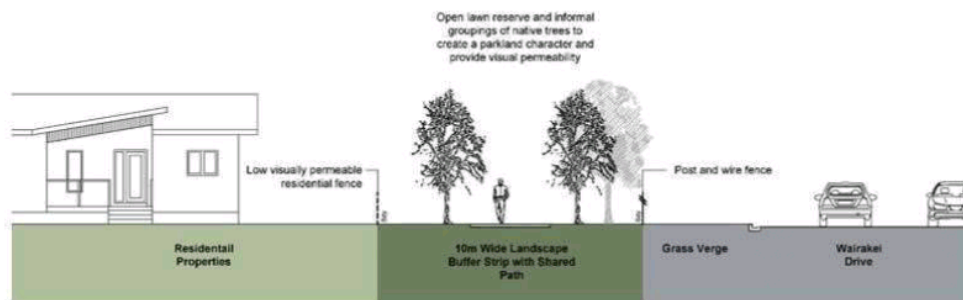 Open lawn reserve and informal
groupings of native trees to
create a parkland character and
provide visual permeability
Low visually permeable
residential fence
Post and wire fence
Residentail
Properties
10m Wide Landscape
Buffer Strip with Shared
Path
Grass Verge
Wairakei
Drive